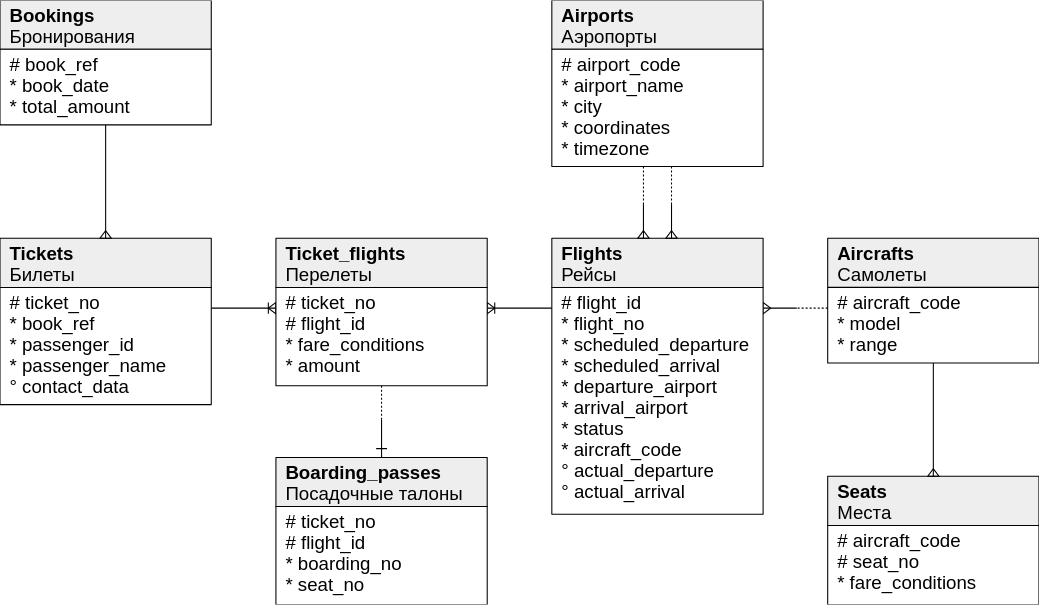 Bookings
Бронирования
# book_ref
* book_date
* total_amount
Airports
Аэропорты
# airport_code
* airport_name
* city
* coordinates
* timezone
Tickets
Билеты
# ticket_no
* book_ref
* passenger_id
* passenger_name
° contact_data
Ticket_flights
Перелеты
# ticket_no
# flight_id
* fare_conditions
* amount
Flights
Рейсы
# flight_id
* flight_no
* scheduled_departure
* scheduled_arrival
* departure_airport
* arrival_airport
* status
* aircraft_code
° actual_departure
° actual_arrival
Aircrafts
Самолеты
# aircraft_code
* model
* range
Boarding_passes
Посадочные талоны
# ticket_no
# flight_id
* boarding_no
* seat_no
Seats
Места
# aircraft_code
# seat_no
* fare_conditions